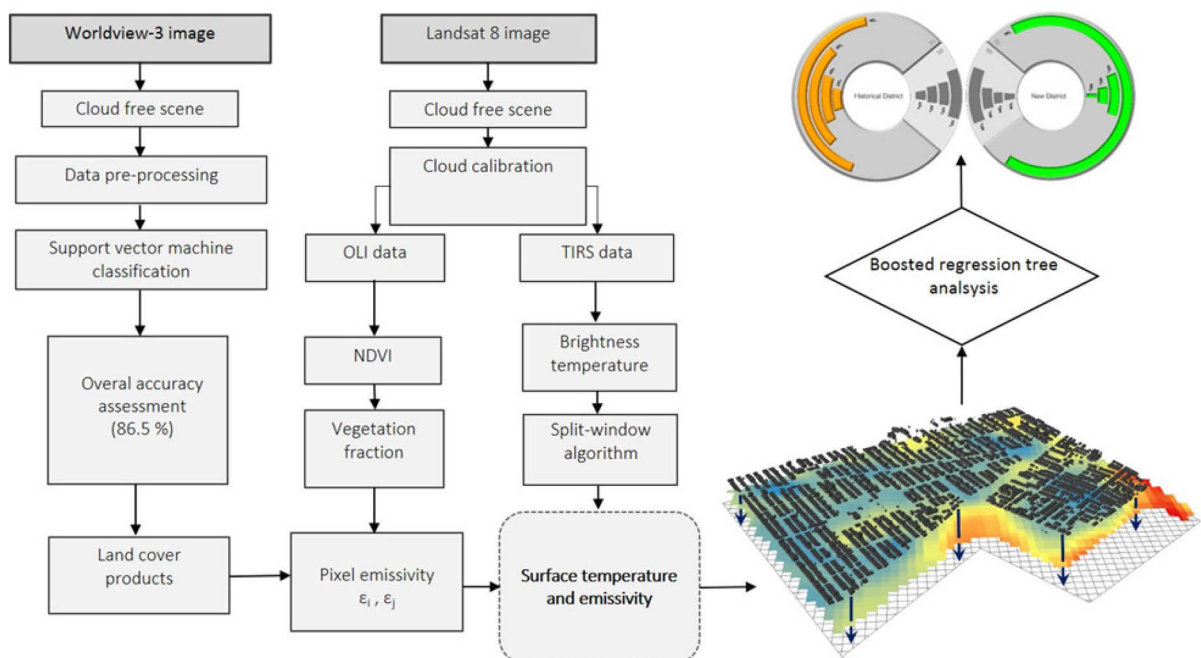 Worldview-3 image
Cloud free scene
Data pre-processing
Support vector machine
classification
Overal accuracy
assessment
(86.5 %)
Land cover
products
Landsat 8 image
Cloud free scene
Cloud calibration
OLI data
NDVI
Vegetation
fraction
Pixel emissivity
εi , εj
TIRS data
Brightness
temperature
Split-window
algorithm
Surface temperature
and emissivity
Boosted regression tree
analsysis
Historical District
New District